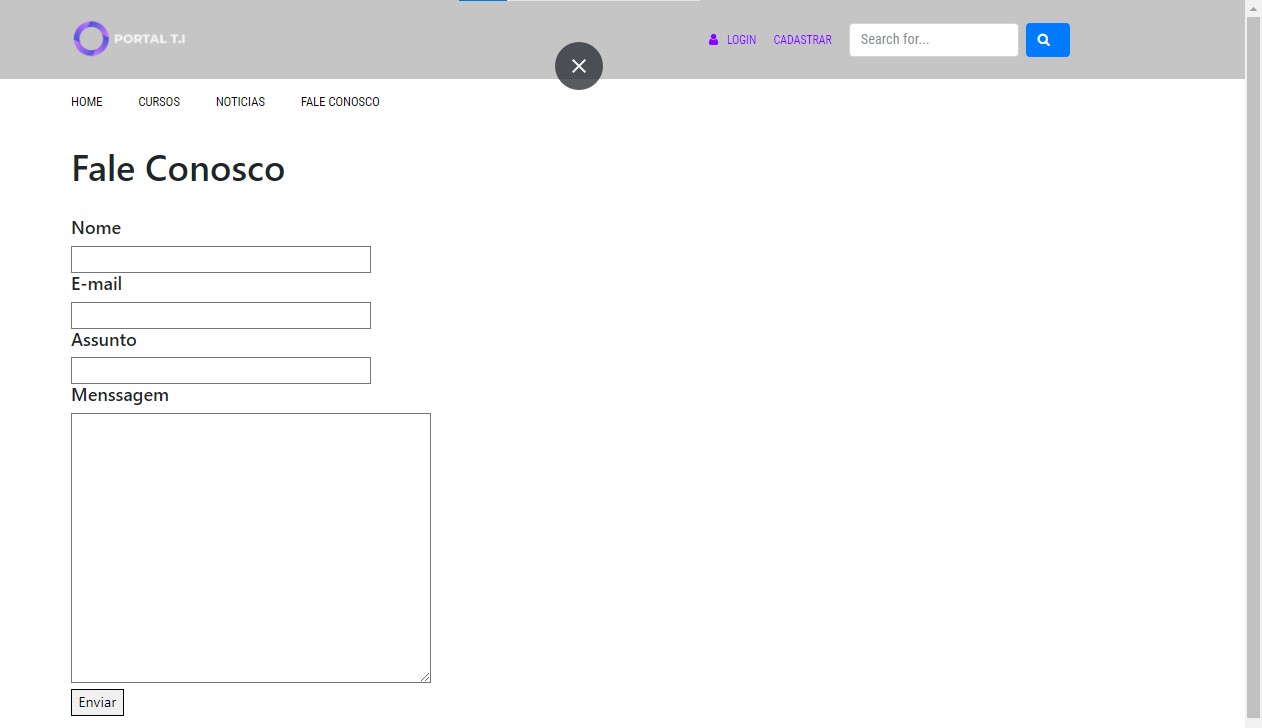 PORTAL T.I
LOGIN CADASTRAR Search for...
HOME CURSOS NOTICIAS FALE CONOSCO
Fale Conosco
Nome
E-mail
Assunto
Menssagem
Enviar